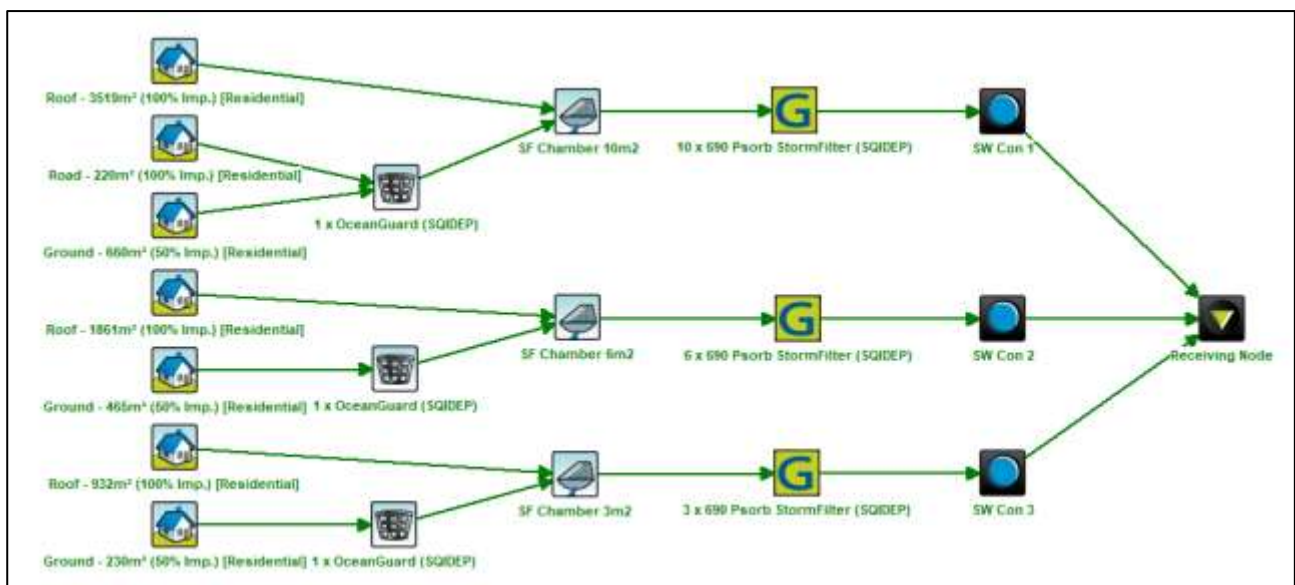 Roof - 3519m² (100% Imp.) [Residential]
SF Chamber 10m2
10 x 690 Psorb StormFilter (SQIDEP)
SW Con 1
Road - 220m² (100% Imp.) [Residential]
1 x OceanGuard (SQIDEP)
Ground - 660m² (50% Imp.) [Residential]
Roof - 1861m² (100% Imp.) [Residential]
SF Chamber 6m2
6 x 690 Psorb StormFilter (SQIDEP)
SW Con 2
Receiving Node
Ground - 465m² (50% Imp.) [Residential]
1 x OceanGuard (SQIDEP)
Roof - 932m² (100% Imp.) [Residential]
SF Chamber 3m2
3 x 690 Psorb StormFilter (SQIDEP)
SW Con 3
Ground - 230m² (50% Imp.) [Residential]
1 x OceanGuard (SQIDEP)